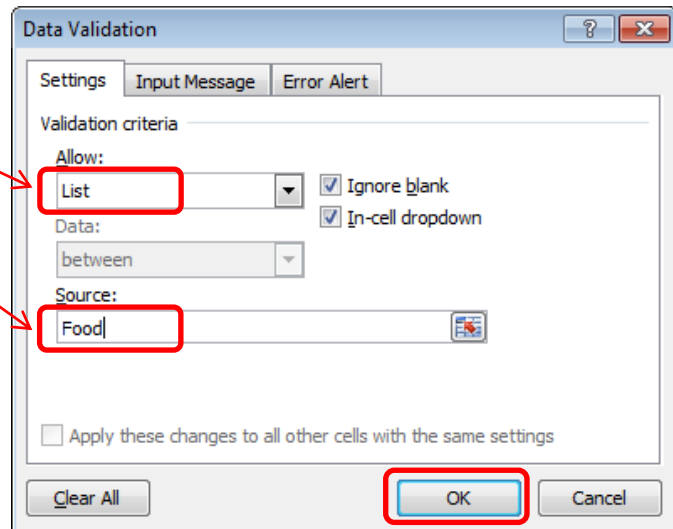 Data Validation
Settings Input Message Error Alert
Validation criteria
Allow:
List
Ignore blank
Data:
In-cell dropdown
between
Source:
Food
Apply these changes to all other cells with the same settings
Clear All OK Cancel